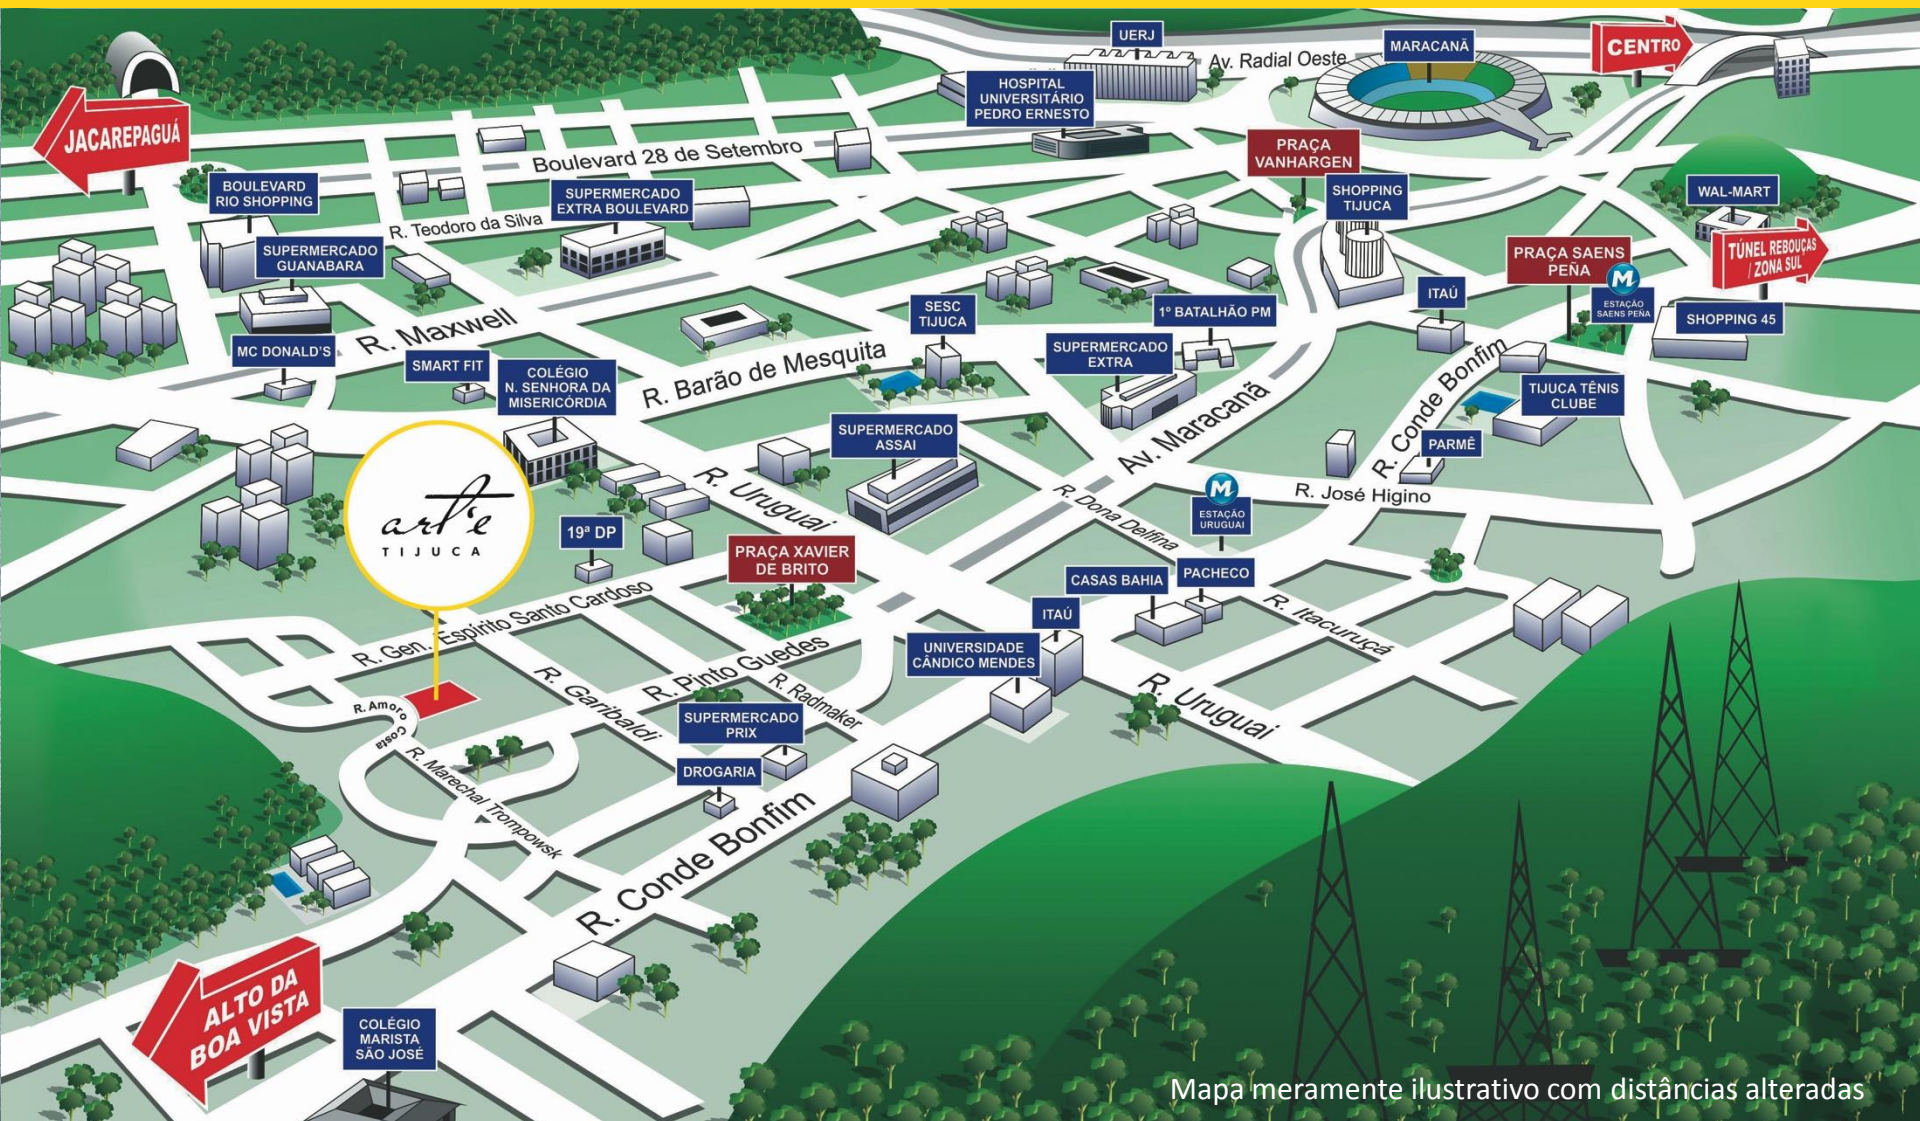 UERJ
MARACANÃ
CENTRO
Av. Radial Oeste
HOSPITAL
UNIVERSITÁRIO
PEDRO ERNESTO
JACAREPAGUÁ
Boulevard 28 de Setembro
PRAÇA
VANHARGEN
BOULEVARD
RIO SHOPPING
SUPERMERCADO
EXTRA BOULEVARD
SHOPPING
TIJUCA
WAL-MART
R. Teodoro da Silva
SUPERMERCADO
GUANABARA
PRAÇA SAENS
PEÑA
TÚNEL REBOUÇAS
/ ZONA SUL
M
ESTAÇÃO
SAENS PEÑA
ITAÚ
SESC
TIJUCA
1º BATALHÃO PM
SHOPPING 45
R. Maxwell
MC DONALD'S
SMART FIT
COLÉGIO
N. SENHORA DA
MISERICÓRDIA
R. Barão de Mesquita
SUPERMERCADO
EXTRA
R. Conde Bonfim
TIJUCA TÊNIS
CLUBE
Av. Maracanã
SUPERMERCADO
ASSAI
PARMÊ
R. Uruguai
R. Dona Delfina
M
ESTAÇÃO
URUGUAI
R. José Higino
art'e
TIJUCA
19ª DP
PRAÇA XAVIER
DE BRITO
CASAS BAHIA
PACHECO
ITAÚ
R. Itacuruçá
R. Gen. Espírito Santo Cardoso
UNIVERSIDADE
CÂNDICO MENDES
R. Garibaldi
R. Pinto Guedes
R. Radmaker
R. Uruguai
R. Amoro Costa
SUPERMERCADO
PRIX
R. Marechal Trompowsk
DROGARIA
R. Conde Bonfim
ALTO DA
BOA VISTA
COLÉGIO
MARISTA
SÃO JOSÉ
Mapa meramente ilustrativo com distâncias alteradas